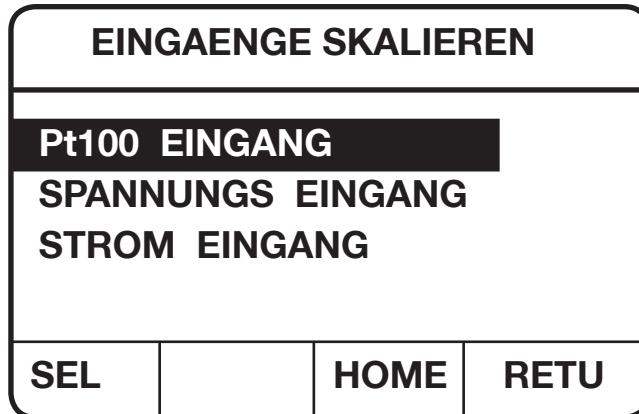 EINGAENGE SKALIEREN
Pt100 EINGANG
SPANNUNGS EINGANG
STROM EINGANG
SEL HOME RETU